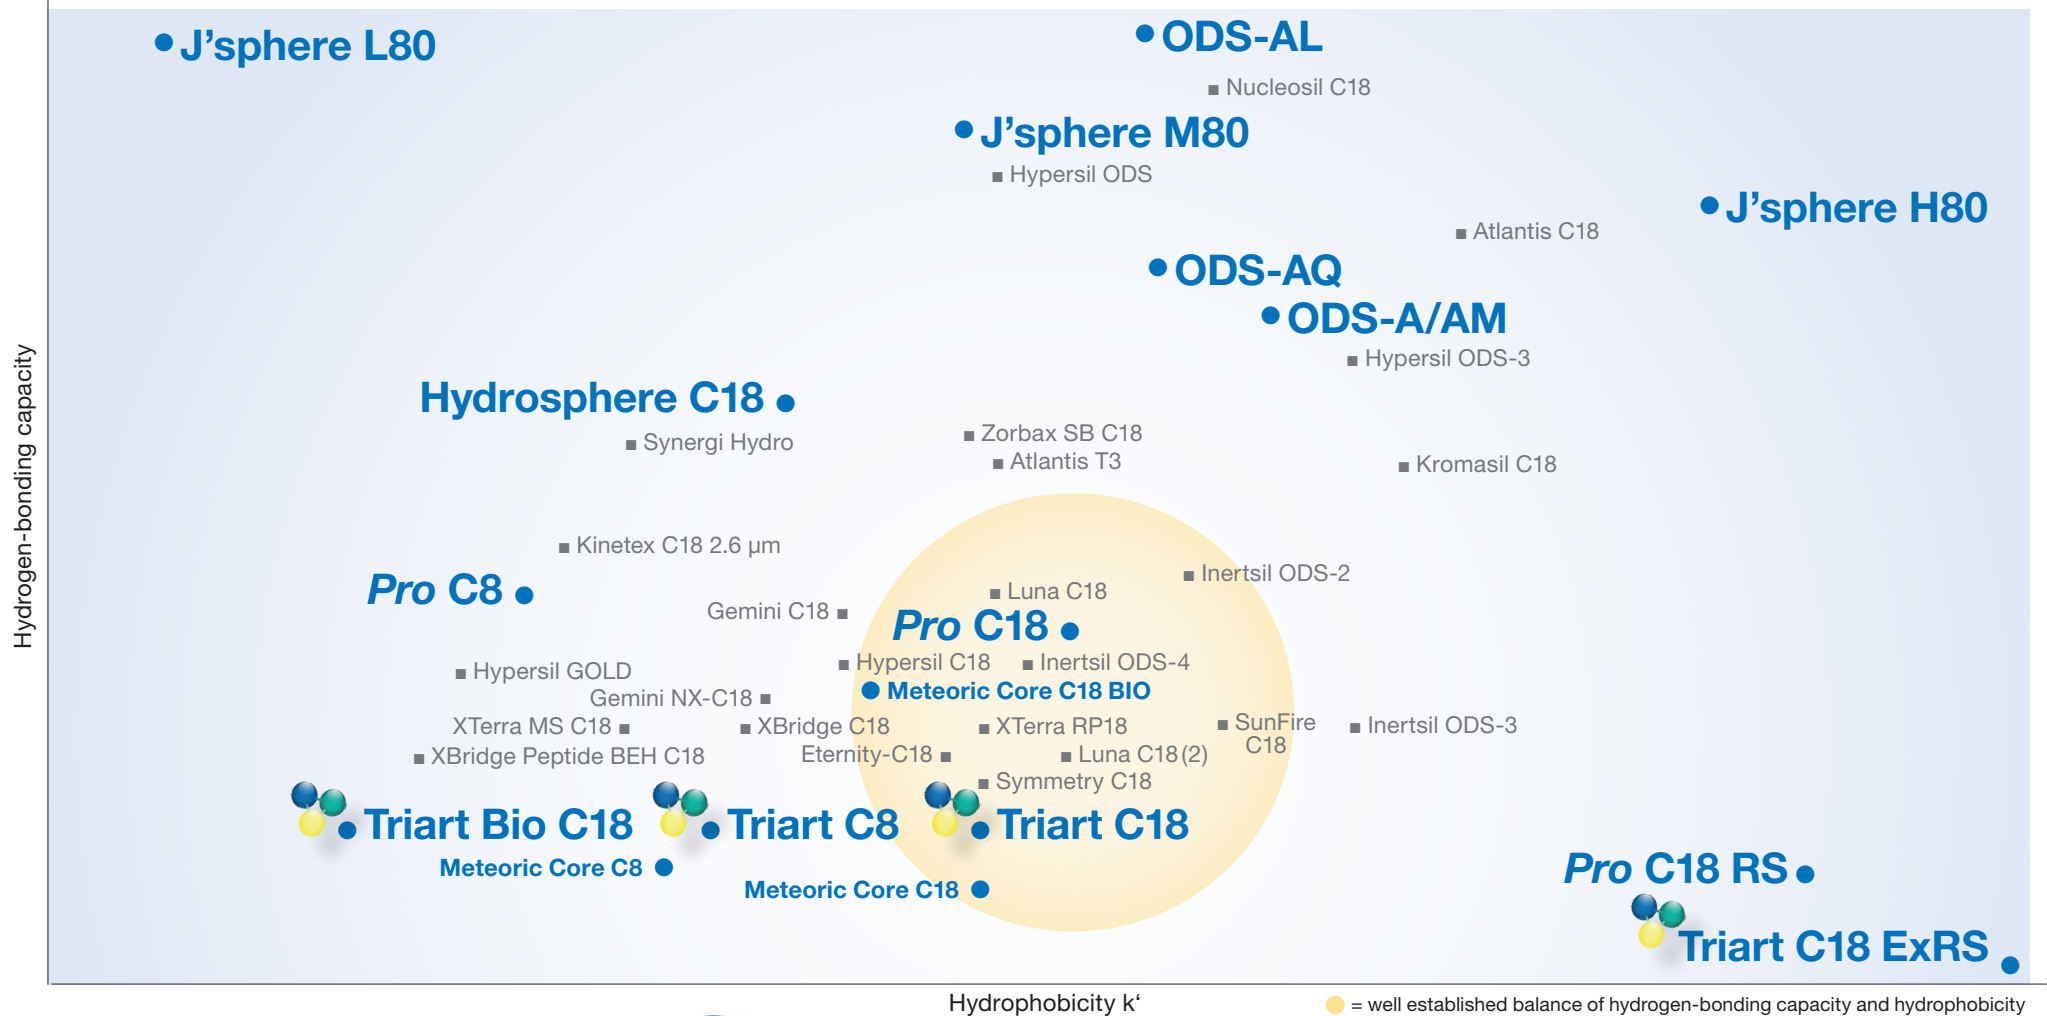 J’sphere L80
ODS-AL
Nucleosil C18
J’sphere M80
Hypersil ODS
J’sphere H80
Atlantis C18
ODS-AQ
ODS-A/AM
Hypersil ODS-3
Hydrosphere C18
Synergi Hydro
Zorbax SB C18
Atlantis T3
Kromasil C18
Hydrogen-bonding capacity
Kinetex C18 2.6 µm
Pro C8
Inertsil ODS-2
Luna C18
Gemini C18
Pro C18
Hypersil C18
Inertsil ODS-4
Hypersil GOLD
Meteoric Core C18 BIO
Gemini NX-C18
XTerra MS C18
XBridge C18
XTerra RP18
SunFire
C18
Inertsil ODS-3
XBridge Peptide BEH C18
Eternity-C18
Luna C18(2)
Symmetry C18
Triart Bio C18
Triart C8
Triart C18
Meteoric Core C8
Meteoric Core C18
Pro C18 RS
Triart C18 ExRS
Hydrophobicity k‘
= well established balance of hydrogen-bonding capacity and hydrophobicity